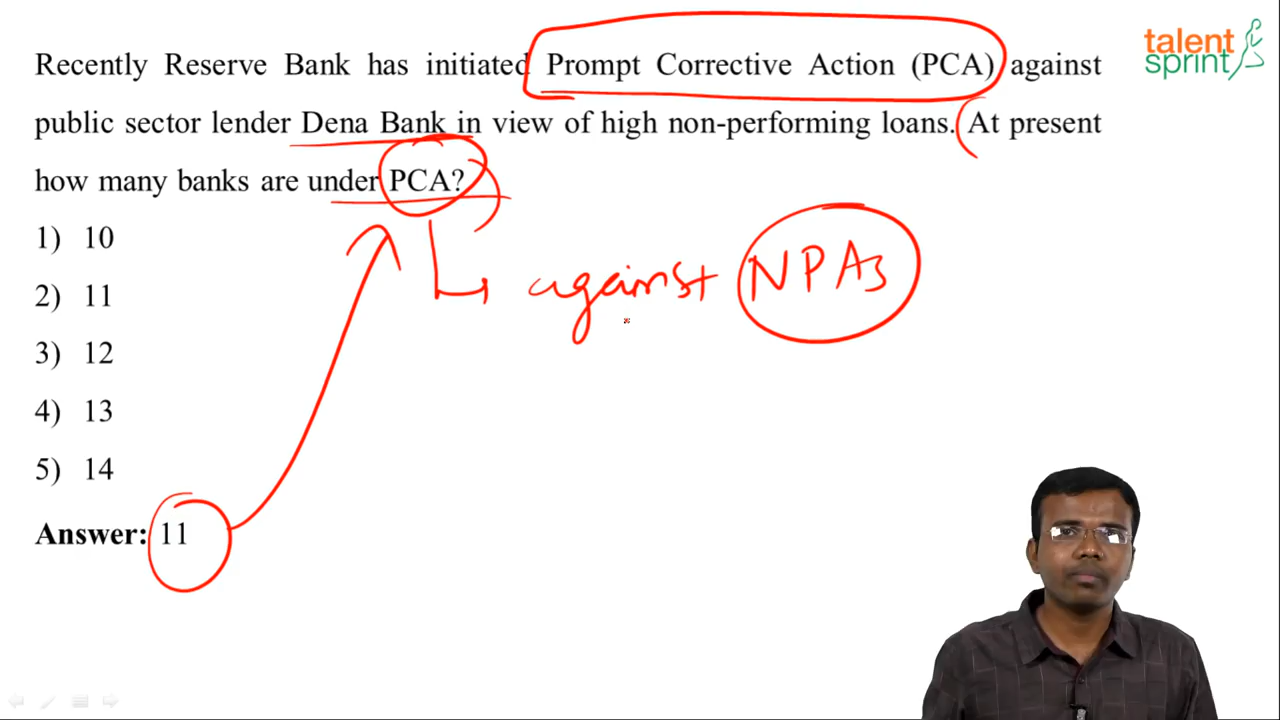 talent
sprint
Recently Reserve Bank has initiated Prompt Corrective Action (PCA) against
public sector lender Dena Bank in view of high non-performing loans. At present
how many banks are under PCA?
against NPAs
1) 10
2) 11
3) 12
4) 13
5) 14
Answer: 11